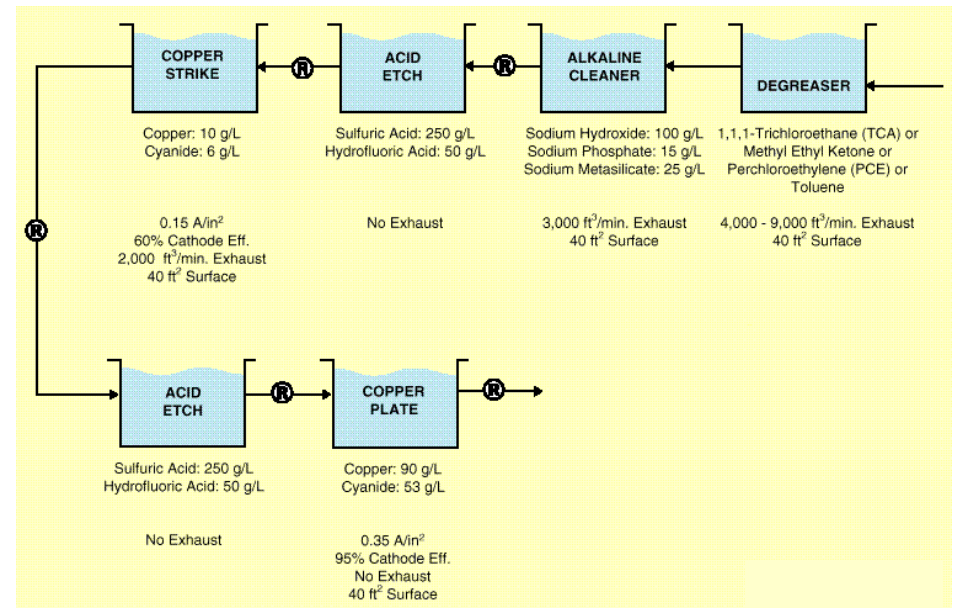 COPPER
STRIKE
ACID
ETCH
ALKALINE
CLEANER
DEGREASER
R
R
Copper: 10 g/L
Cyanide: 6 g/L
Sulfuric Acid: 250 g/L
Hydrofluoric Acid: 50 g/L
Sodium Hydroxide: 100 g/L
Sodium Phosphate: 15 g/L
Sodium Metasilicate: 25 g/L
1,1,1-Trichloroethane (TCA) or
Methyl Ethyl Ketone or
Perchloroethylene (PCE) or
Toluene
R
0.15 A/in²
60% Cathode Eff.
2,000 ft³/min. Exhaust
40 ft² Surface
No Exhaust
3,000 ft³/min. Exhaust
40 ft² Surface
4,000 - 9,000 ft³/min. Exhaust
40 ft² Surface
ACID
ETCH
R
COPPER
PLATE
R
Sulfuric Acid: 250 g/L
Hydrofluoric Acid: 50 g/L
Copper: 90 g/L
Cyanide: 53 g/L
No Exhaust
0.35 A/in²
95% Cathode Eff.
No Exhaust
40 ft² Surface